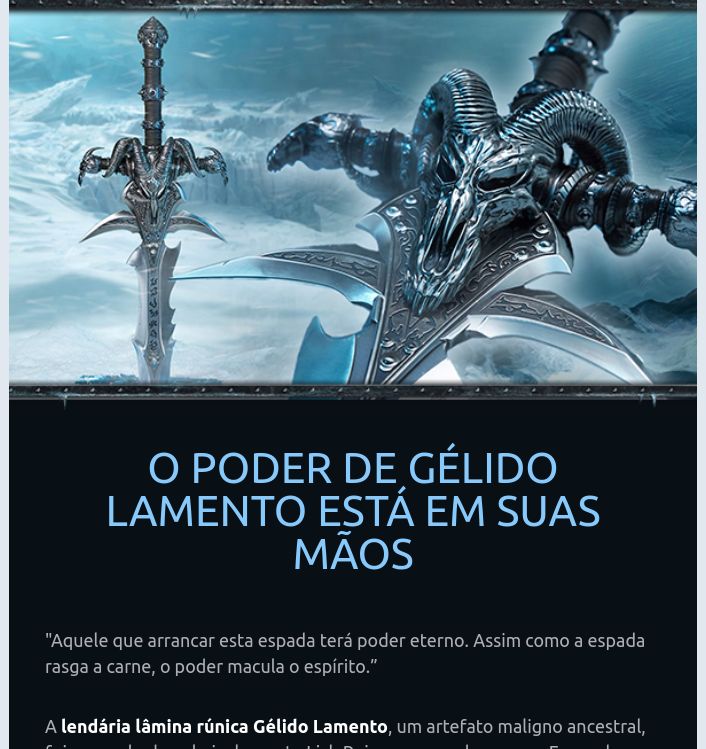 O PODER DE GÉLIDO
LAMENTO ESTÁ EM SUAS
MÃOS
"Aquele que arrancar esta espada terá poder eterno. Assim como a espada
rasga a carne, o poder macula o espírito.”
A lendária lâmina rúnica Gélido Lamento, um artefato maligno ancestral,